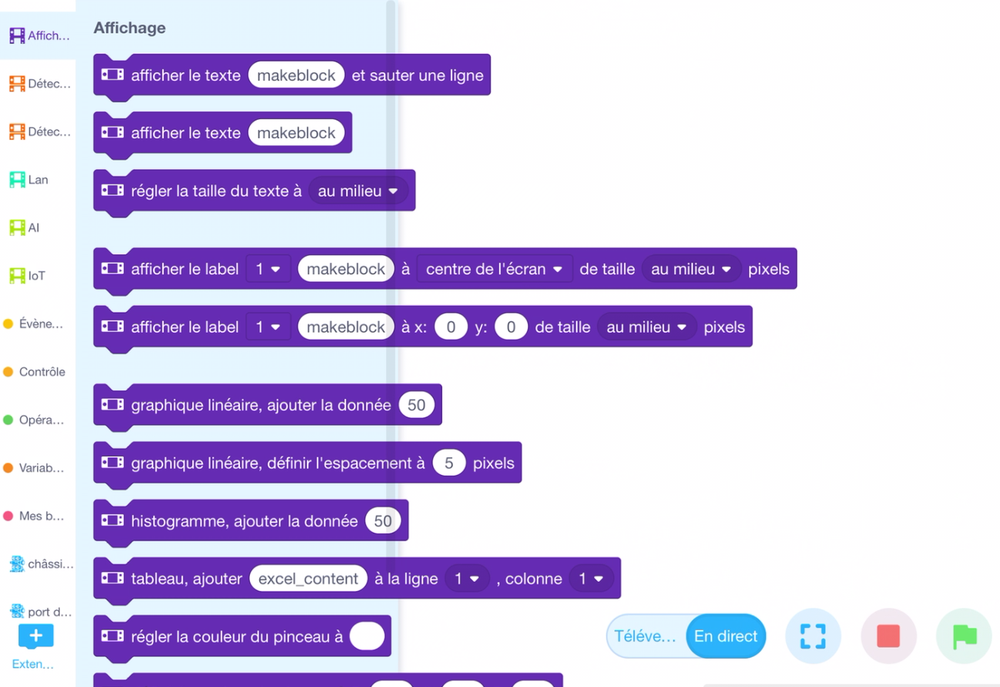 Affichage
Affich...
Détec...
Détec...
Lan
AI
IoT
Évène...
Contrôle
Opéra...
Variab...
Mes b...
châssi...
port d...
Exten...
afficher le texte makeblock et sauter une ligne
afficher le texte makeblock
régler la taille du texte à au milieu
afficher le label 1 makeblock à centre de l'écran de taille au milieu pixels
afficher le label 1 makeblock à x: 0 y: 0 de taille au milieu pixels
graphique linéaire, ajouter la donnée 50
graphique linéaire, définir l'espacement à 5 pixels
histogramme, ajouter la donnée 50
tableau, ajouter excel_content à la ligne 1 , colonne 1
régler la couleur du pinceau à
Téléve... En direct